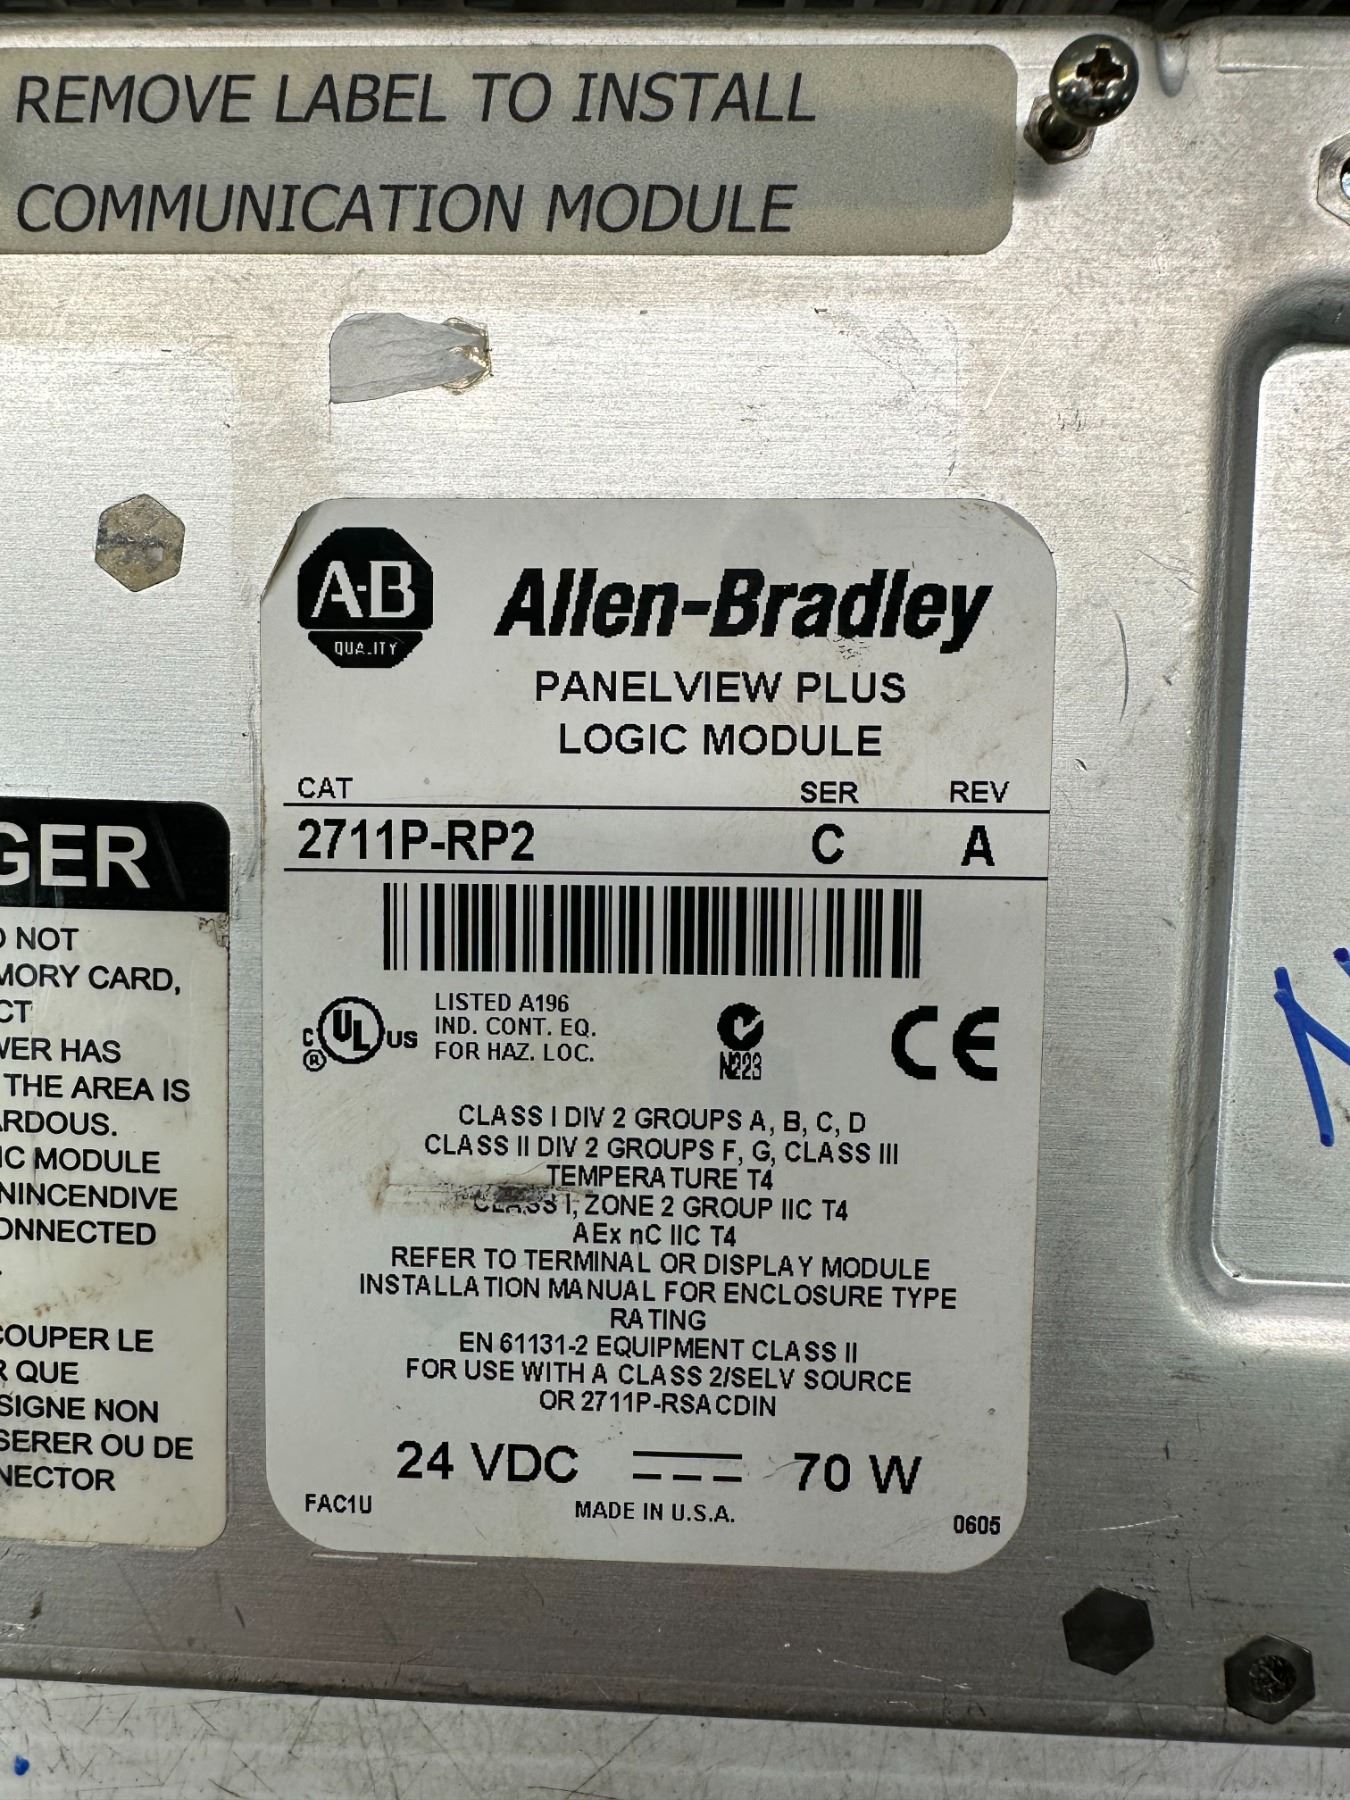 REMOVE LABEL TO INSTALL
COMMUNICATION MODULE
A-B
QUALITY
Allen-Bradley
PANELVIEW PLUS
LOGIC MODULE
CAT SER REV
2711P-RP2 C A
C UL US
®
LISTED A196
IND. CONT. EQ.
FOR HAZ. LOC.
N223
CE
CLASS I DIV 2 GROUPS A, B, C, D
CLASS II DIV 2 GROUPS F, G, CLASS III
TEMPERATURE T4
CLASS I, ZONE 2 GROUP IIC T4
AEx nC IIC T4
REFER TO TERMINAL OR DISPLAY MODULE
INSTALLATION MANUAL FOR ENCLOSURE TYPE
RATING
EN 61131-2 EQUIPMENT CLASS II
FOR USE WITH A CLASS 2/SELV SOURCE
OR 2711P-RSACDIN
24 VDC 70 W
FAC1U MADE IN U.S.A. 0605
GER
NOT
MORY CARD,
CT
WER HAS
THE AREA IS
ARDOUS.
IC MODULE
NINCENDIVE
ONNECTED
COUPER LE
R QUE
SIGNE NON
SERER OU DE
NECTOR